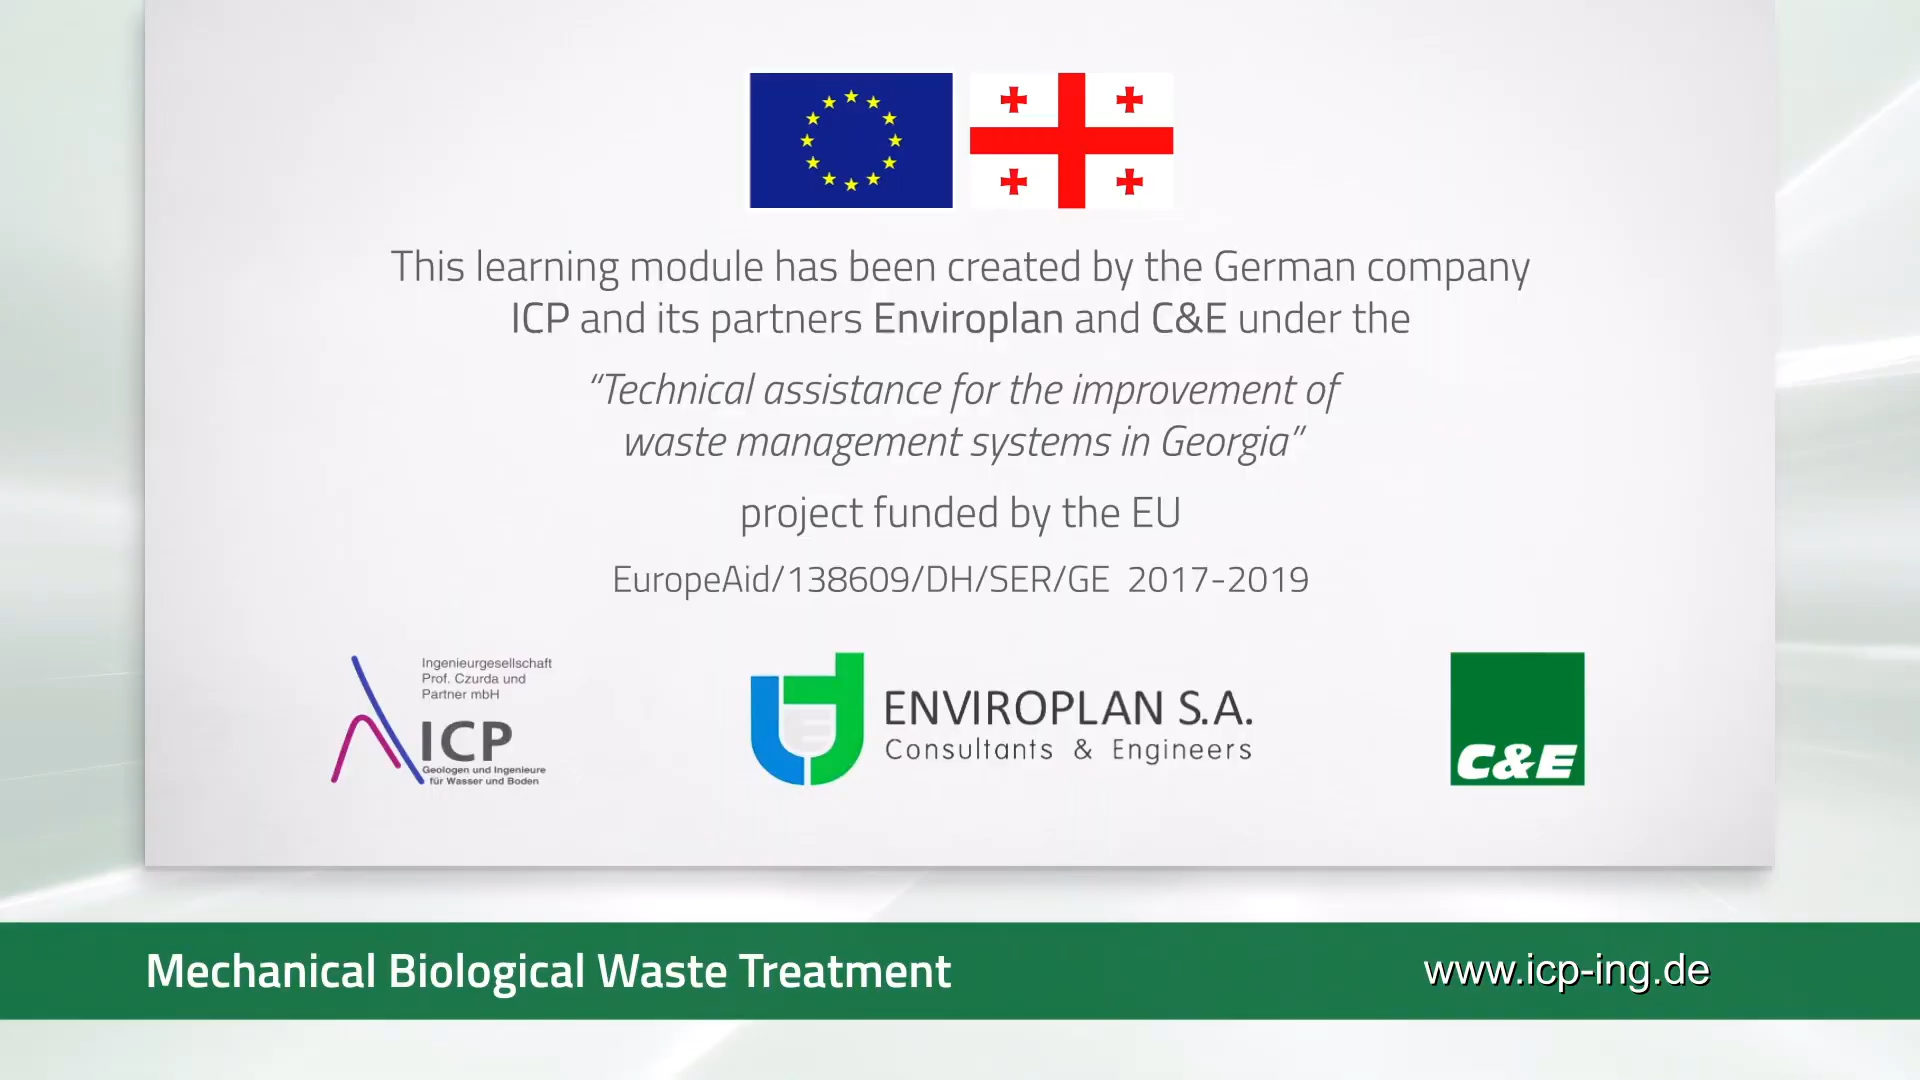 This learning module has been created by the German company
ICP and its partners Enviroplan and C&E under the
“Technical assistance for the improvement of
waste management systems in Georgia”
project funded by the EU
EuropeAid/138609/DH/SER/GE 2017-2019
Ingenieurgesellschaft
Prof. Czurda und
Partner mbH
ICP
Geologen und Ingenieure
für Wasser und Boden
ENVIROPLAN S.A.
Consultants & Engineers
C&E
Mechanical Biological Waste Treatment
www.icp-ing.de